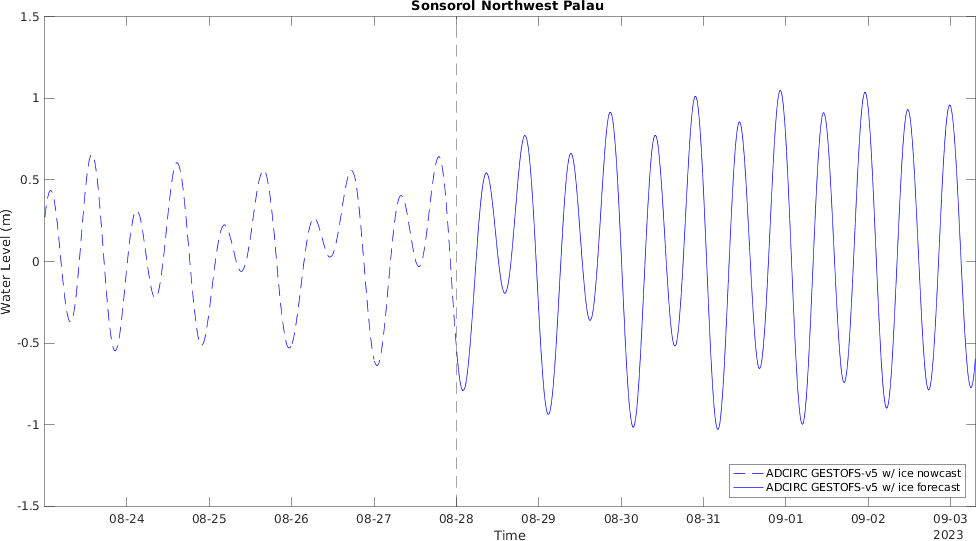 Sonsorol Northwest Palau
1.5
1
0.5
0
-0.5
-1
-1.5
Water Level (m)
ADCIRC GESTOFS-v5 w/ ice nowcast
ADCIRC GESTOFS-v5 w/ ice forecast
08-24 08-25 08-26 08-27 08-28 08-29 08-30 08-31 09-01 09-02 09-03
2023
Time